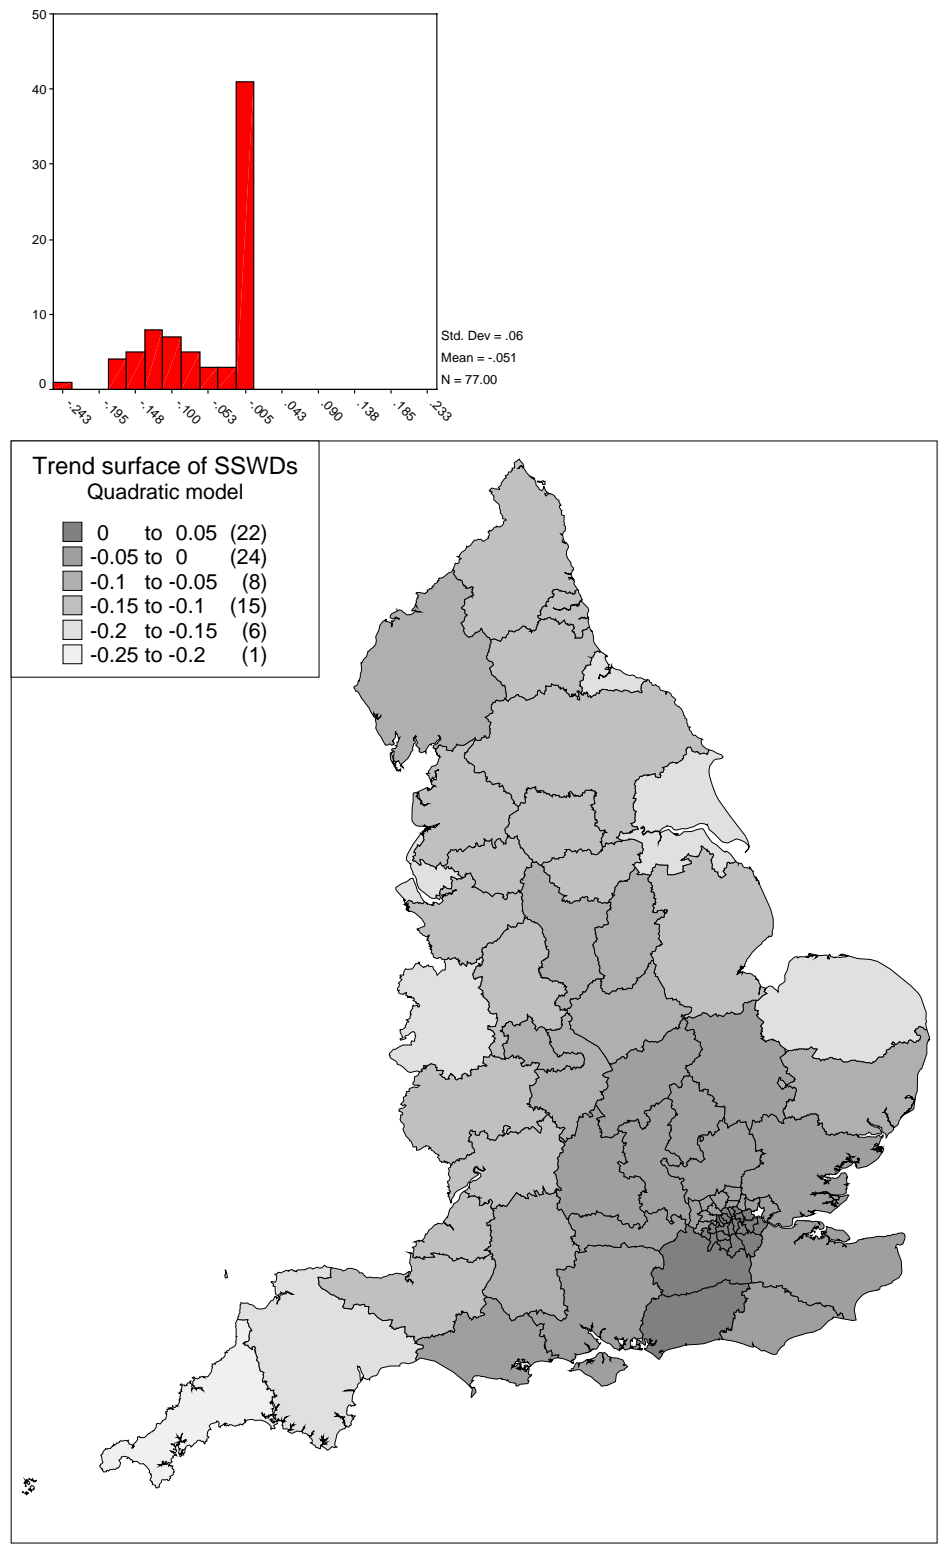 50
40
30
20
10
0
-.243
-.195
-.148
-.100
-.053
-.005
.043
.090
.138
.185
.233
Std. Dev = .06
Mean = -.051
N = 77.00
Trend surface of SSWDs
Quadratic model
0 to 0.05 (22)
-0.05 to 0 (24)
-0.1 to -0.05 (8)
-0.15 to -0.1 (15)
-0.2 to -0.15 (6)
-0.25 to -0.2 (1)